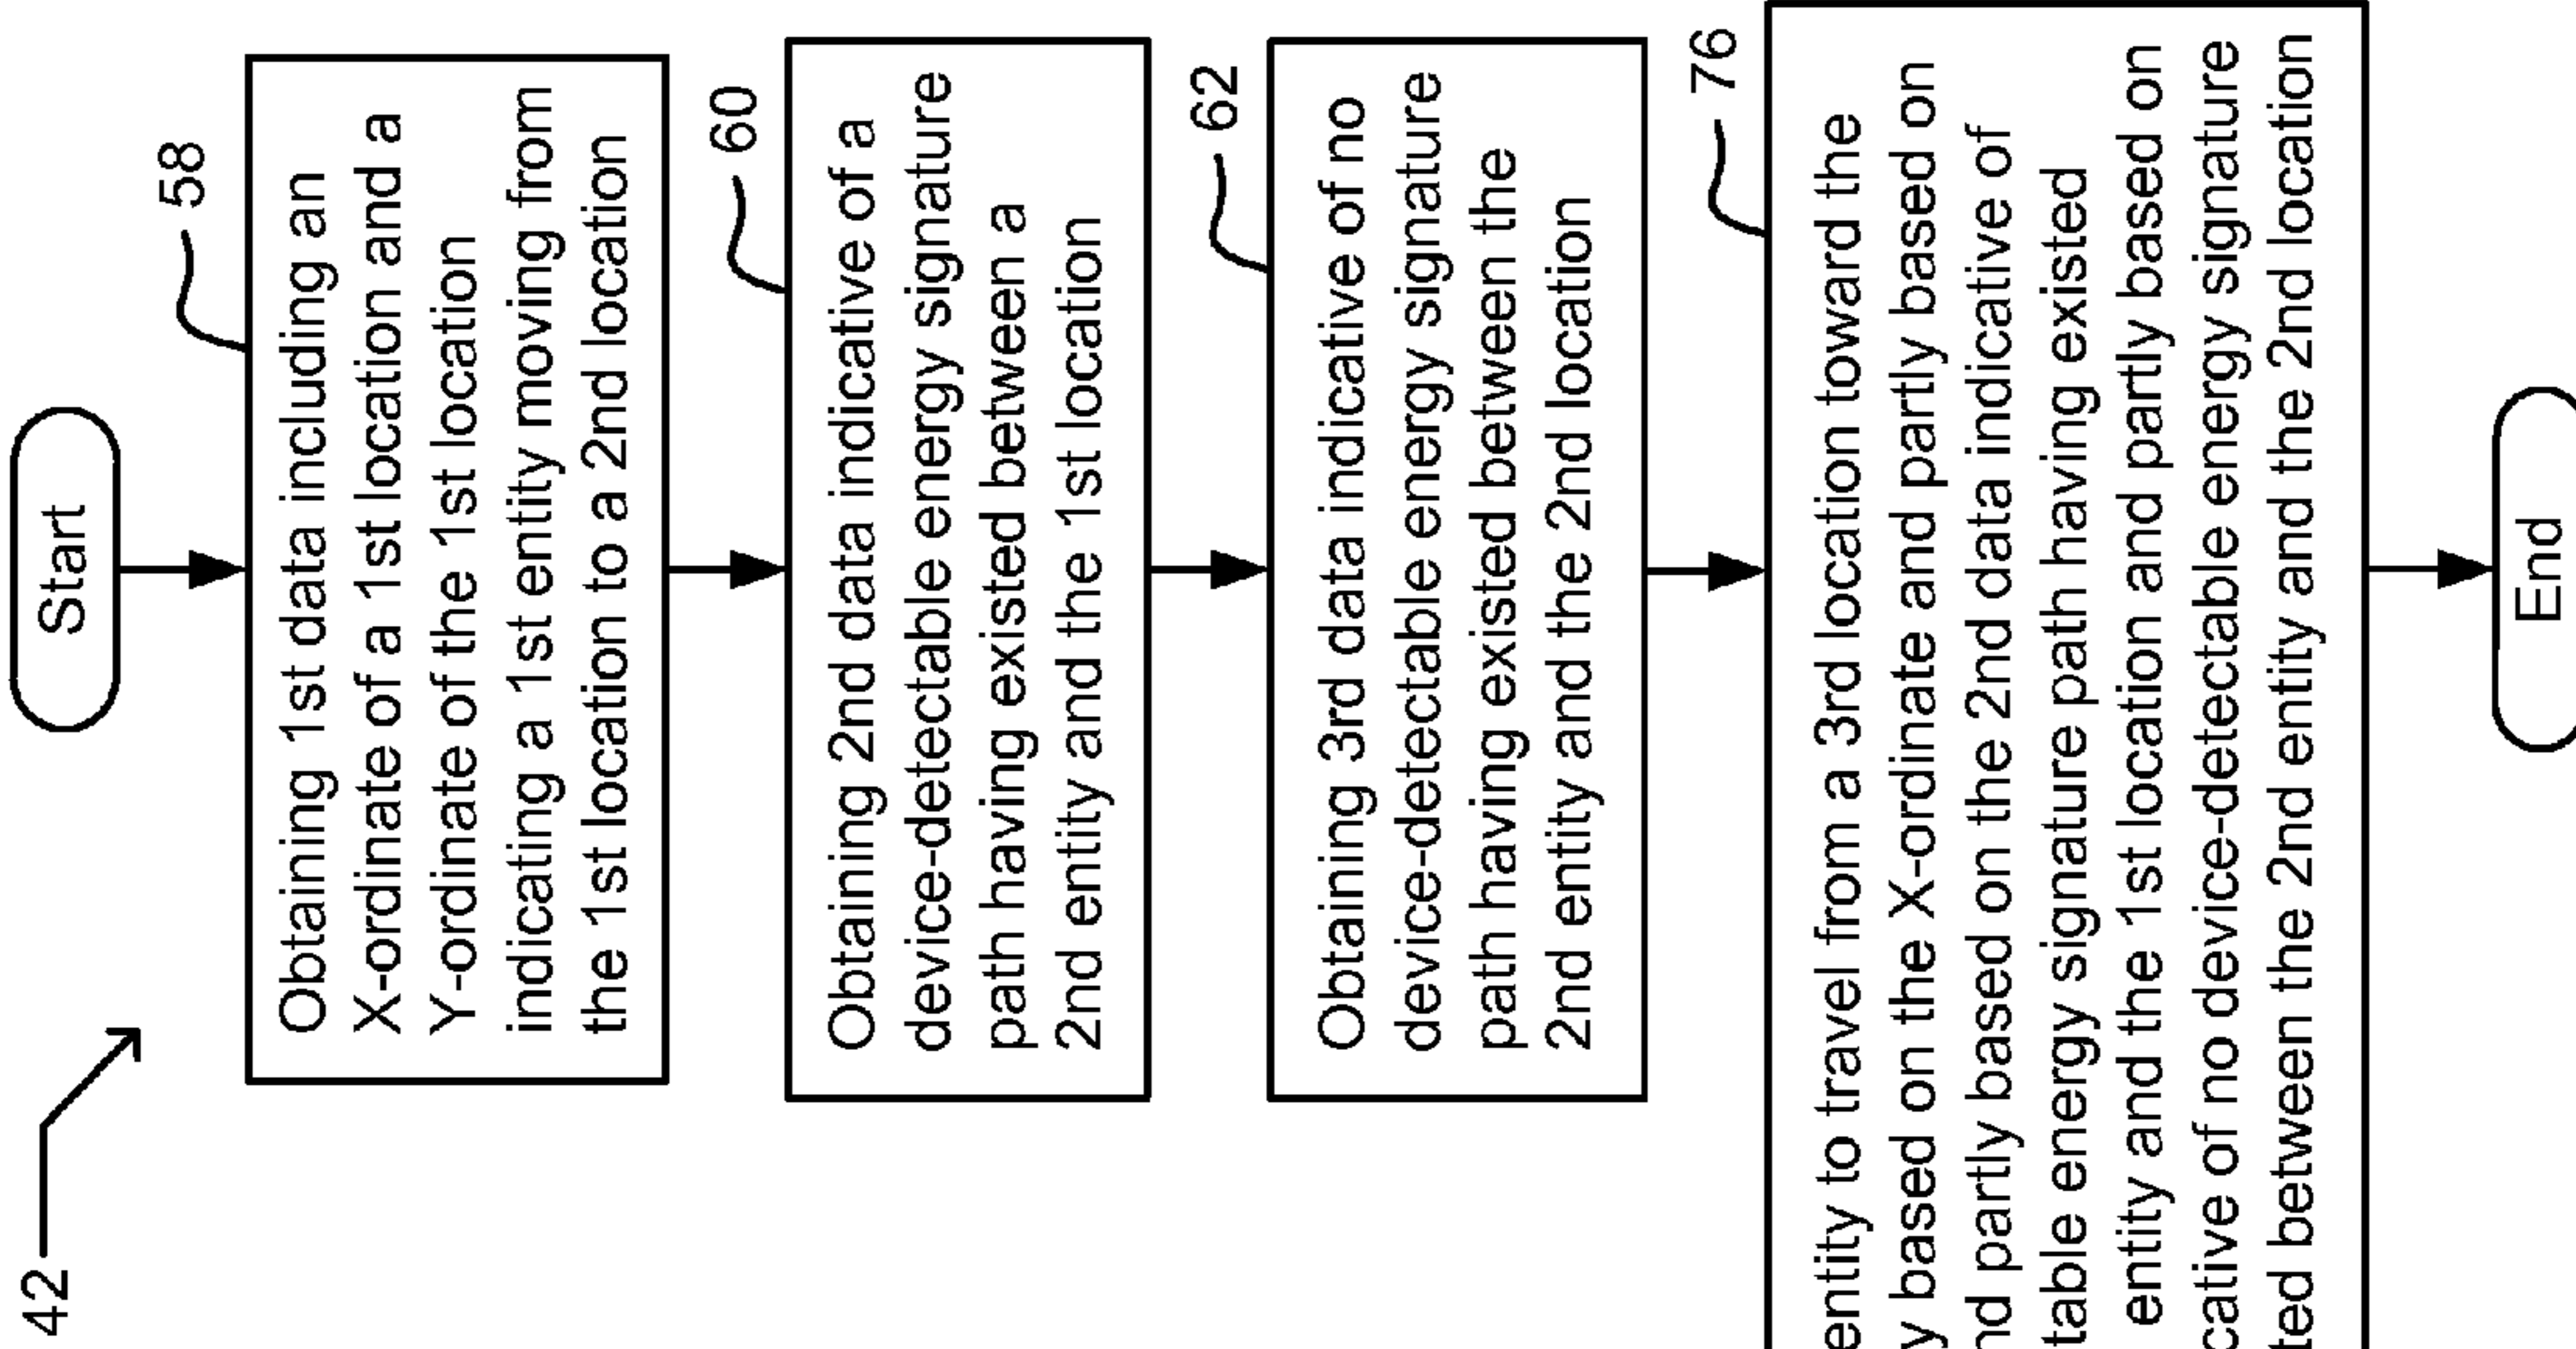 42
Start
58
Obtaining 1st data including an
X-ordinate of a 1st location and a
Y-ordinate of the 1st location
indicating a 1st entity moving from
the 1st location to a 2nd location
60
Obtaining 2nd data indicative of a
device-detectable energy signature
path having existed between a
2nd entity and the 1st location
62
Obtaining 3rd data indicative of no
device-detectable energy signature
path having existed between the
2nd entity and the 2nd location
76
entity to travel from a 3rd location toward the
based on the X-ordinate and partly based on
partly based on the 2nd data indicative of
energy signature path having existed
entity and the 1st location and partly based on
of no device-detectable energy signature
between the 2nd entity and the 2nd location
End